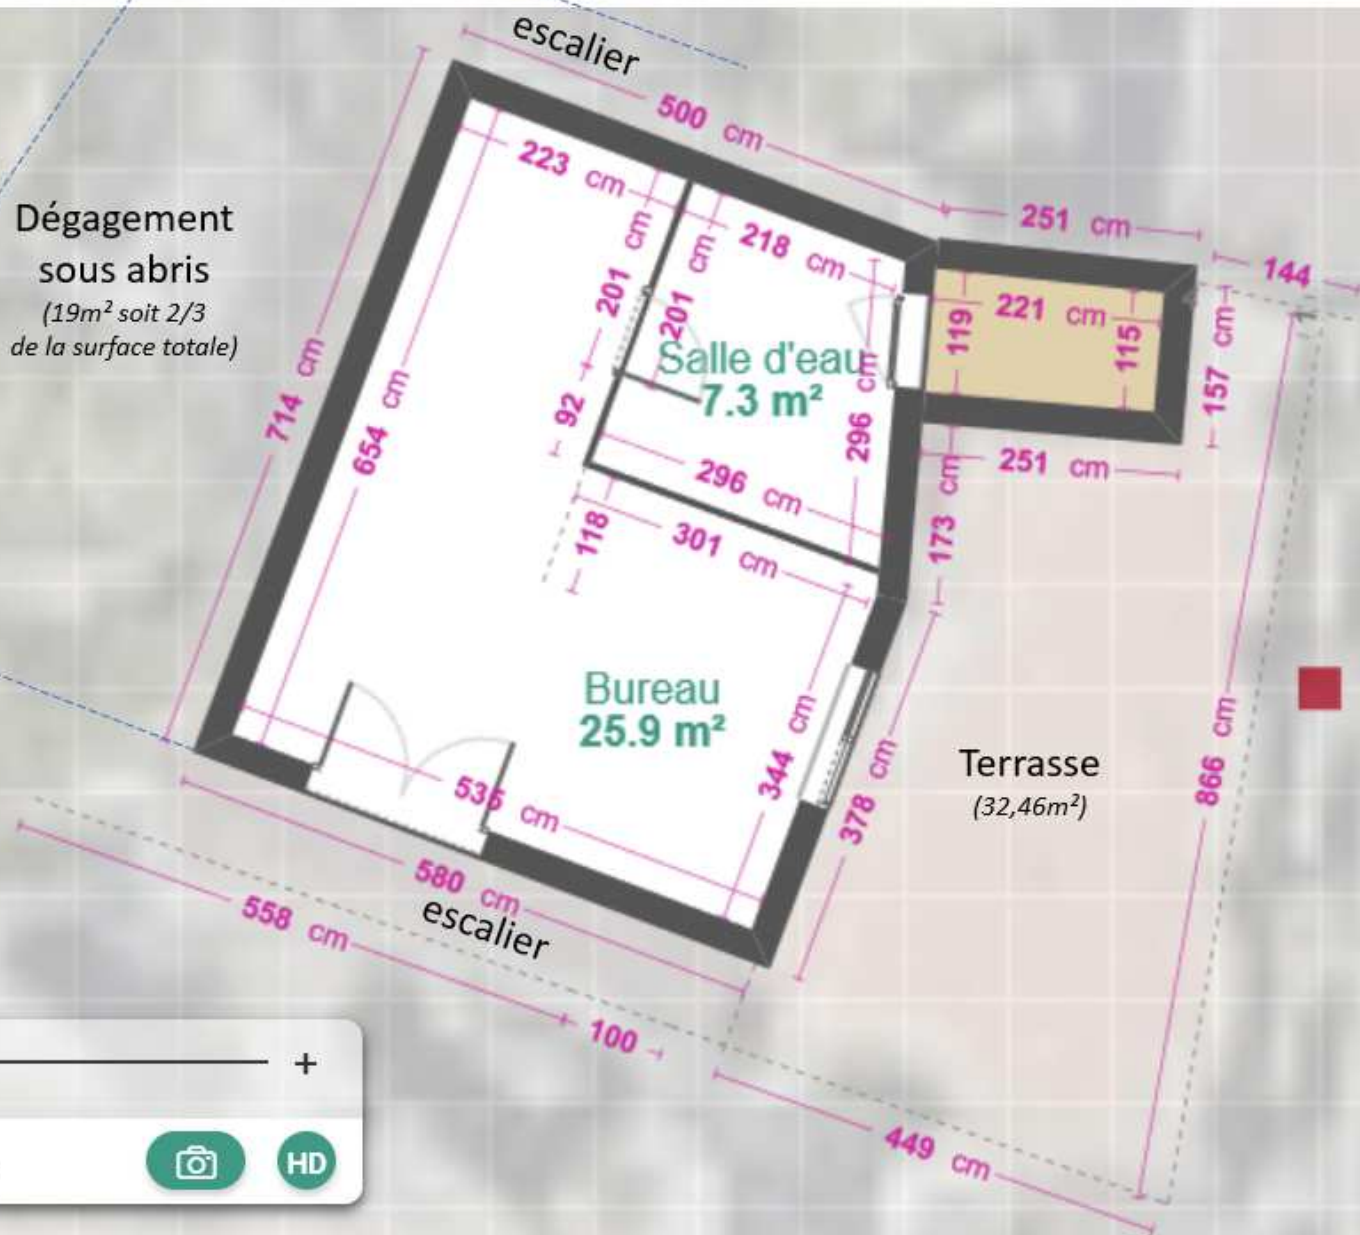 escalier
500 cm
223 cm
218 cm
251 cm
144
Dégagement
sous abris
(19m² soit 2/3
de la surface totale)
714 cm
654 cm
201 cm
201 cm
221 cm
119
115
157 cm
Salle d'eau
7.3 m²
92
296 cm
296 cm
251 cm
173 cm
118
301 cm
Bureau
25.9 m²
344 cm
378 cm
Terrasse
(32,46m²)
866 cm
535 cm
580 cm
escalier
558 cm
100
449 cm
+
HD